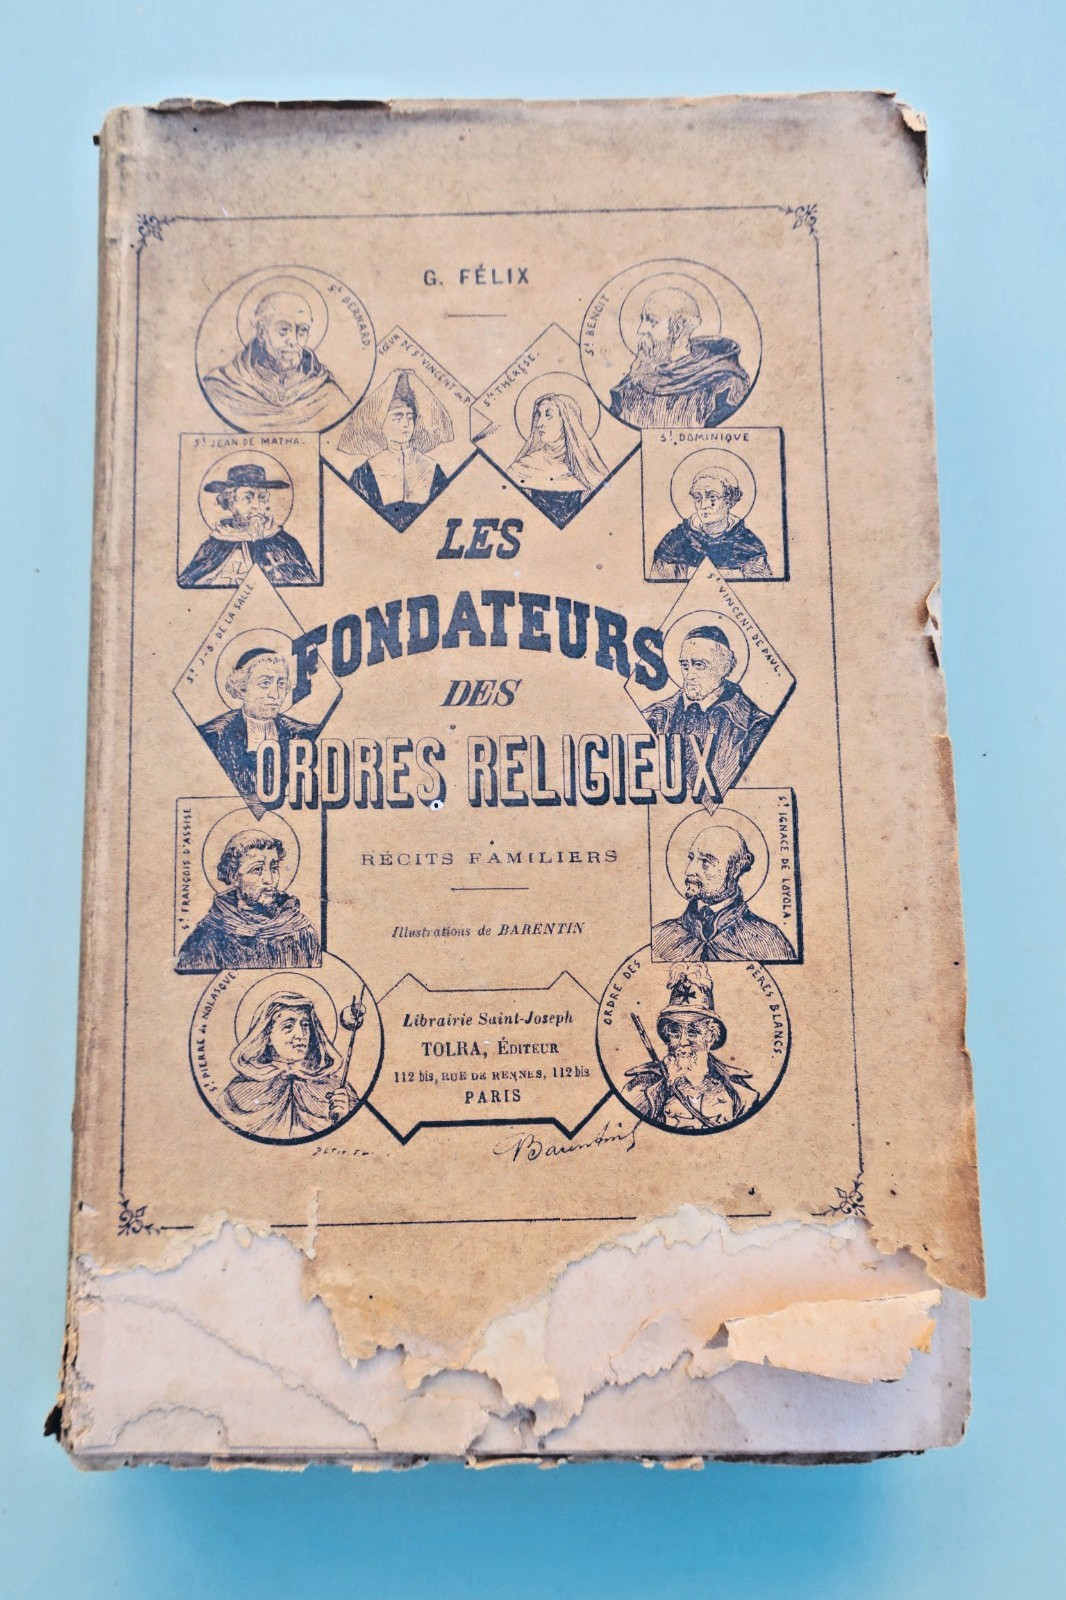 G. FÉLIX
St BERNARD.
St BENOIT
SŒUR DE St VINCENT de P.
Ste THÉRÈSE.
St JEAN DE MATHA.
St DOMINIQUE
LES
FONDATEURS
DES
ORDRES RELIGIEUX
St J-B. DE LA SALLE
St VINCENT DE PAUL.
RÉCITS FAMILIERS
St FRANÇOIS D'ASSISE
St IGNACE DE LOYOLA.
Illustrations de BARENTIN
St PIERRE de NOLASQUE
ORDRE DES PÈRES BLANCS.
Librairie Saint-Joseph
TOLRA, ÉDITEUR
112 bis, RUE DE RENNES, 112 bis
PARIS
Barentin